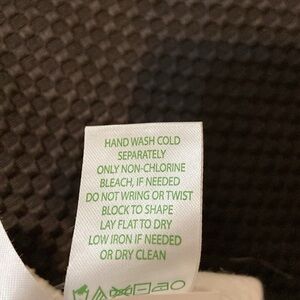 HAND WASH COLD
SEPARATELY
ONLY NON-CHLORINE
BLEACH, IF NEEDED
DO NOT WRING OR TWIST
BLOCK TO SHAPE
LAY FLAT TO DRY
LOW IRON IF NEEDED
OR DRY CLEAN